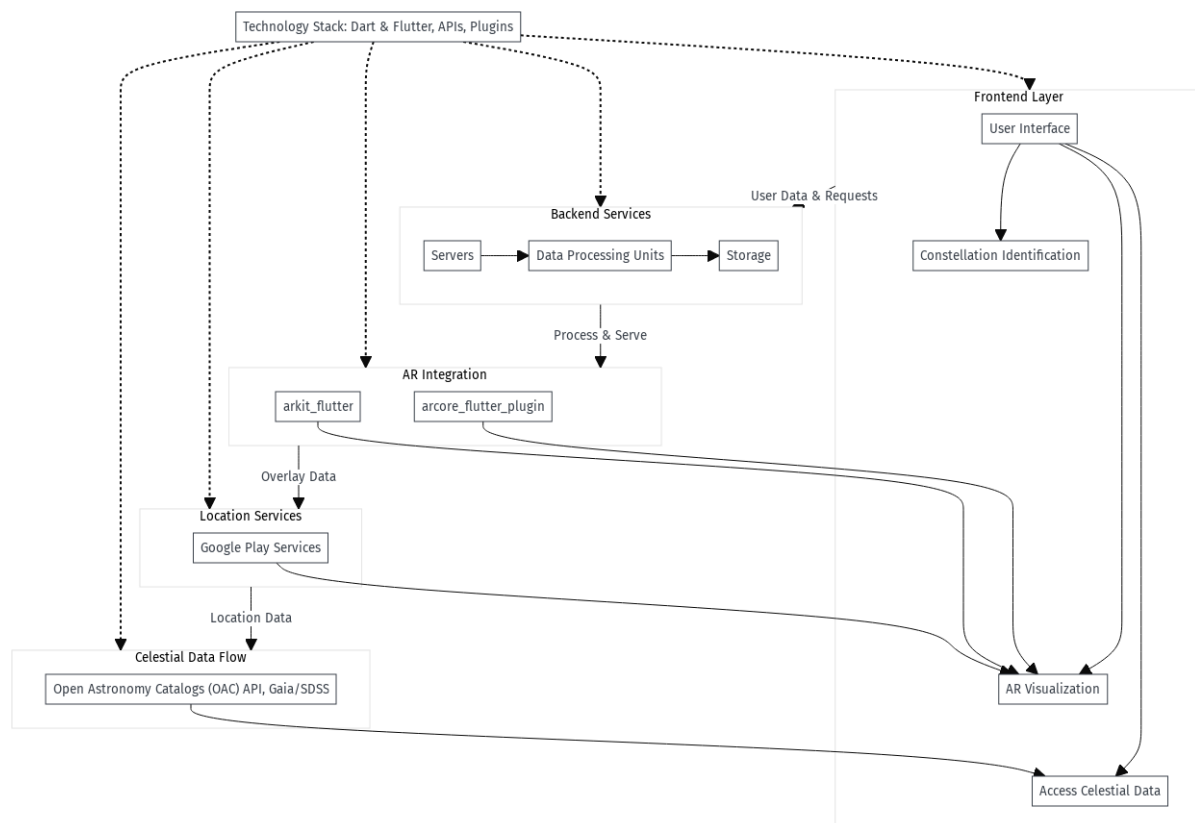 Technology Stack: Dart & Flutter, APIs, Plugins
Frontend Layer
User Interface
User Data & Requests
Backend Services
Servers
Data Processing Units
Storage
Constellation Identification
Process & Serve
AR Integration
arkit_flutter
arcore_flutter_plugin
Overlay Data
Location Services
Google Play Services
Location Data
Celestial Data Flow
Open Astronomy Catalogs (OAC) API, Gaia/SDSS
AR Visualization
Access Celestial Data